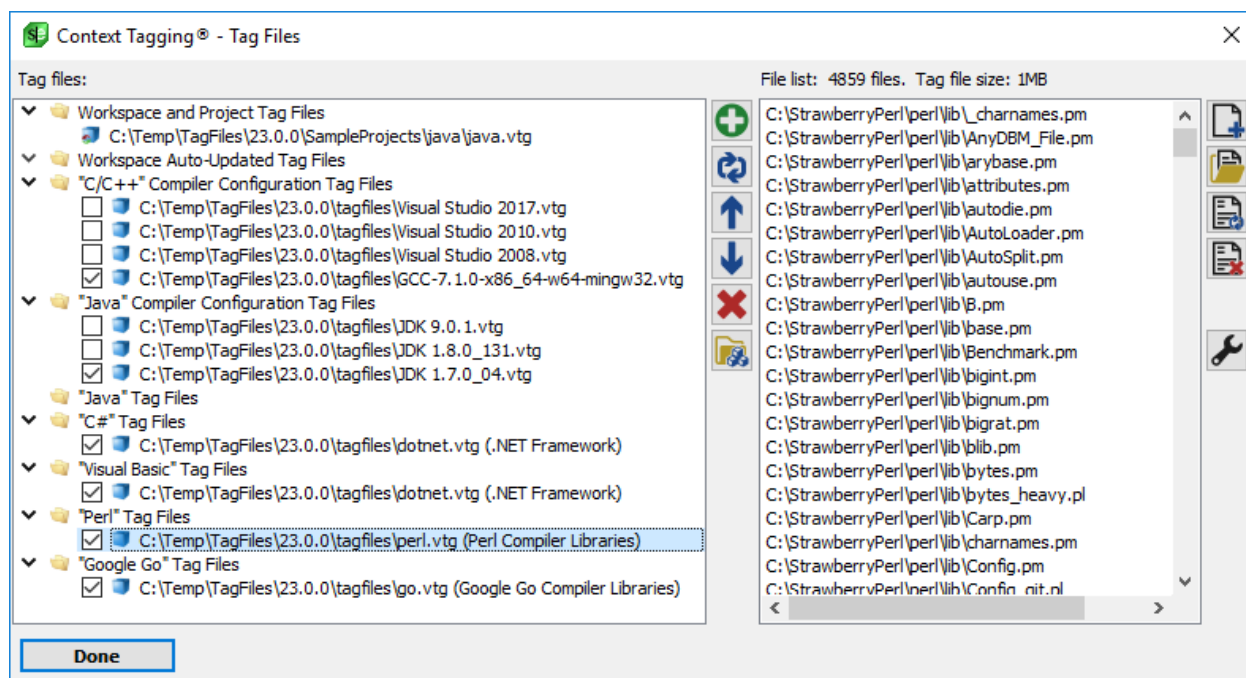 Context Tagging® - Tag Files
Tag files:
Workspace and Project Tag Files
C:\Temp\TagFiles\23.0.0\SampleProjects\java\java.vtg
Workspace Auto-Updated Tag Files
"C/C++" Compiler Configuration Tag Files
C:\Temp\TagFiles\23.0.0\tagfiles\Visual Studio 2017.vtg
C:\Temp\TagFiles\23.0.0\tagfiles\Visual Studio 2010.vtg
C:\Temp\TagFiles\23.0.0\tagfiles\Visual Studio 2008.vtg
C:\Temp\TagFiles\23.0.0\tagfiles\GCC-7.1.0-x86_64-w64-mingw32.vtg
"Java" Compiler Configuration Tag Files
C:\Temp\TagFiles\23.0.0\tagfiles\JDK 9.0.1.vtg
C:\Temp\TagFiles\23.0.0\tagfiles\JDK 1.8.0_131.vtg
C:\Temp\TagFiles\23.0.0\tagfiles\JDK 1.7.0_04.vtg
"Java" Tag Files
"C#" Tag Files
C:\Temp\TagFiles\23.0.0\tagfiles\dotnet.vtg (.NET Framework)
"Visual Basic" Tag Files
C:\Temp\TagFiles\23.0.0\tagfiles\dotnet.vtg (.NET Framework)
"Perl" Tag Files
C:\Temp\TagFiles\23.0.0\tagfiles\perl.vtg (Perl Compiler Libraries)
"Google Go" Tag Files
C:\Temp\TagFiles\23.0.0\tagfiles\go.vtg (Google Go Compiler Libraries)
File list: 4859 files. Tag file size: 1MB
C:\StrawberryPerl\perl\lib\_charnames.pm
C:\StrawberryPerl\perl\lib\AnyDBM_File.pm
C:\StrawberryPerl\perl\lib\arybase.pm
C:\StrawberryPerl\perl\lib\attributes.pm
C:\StrawberryPerl\perl\lib\autodie.pm
C:\StrawberryPerl\perl\lib\AutoLoader.pm
C:\StrawberryPerl\perl\lib\AutoSplit.pm
C:\StrawberryPerl\perl\lib\autouse.pm
C:\StrawberryPerl\perl\lib\B.pm
C:\StrawberryPerl\perl\lib\base.pm
C:\StrawberryPerl\perl\lib\Benchmark.pm
C:\StrawberryPerl\perl\lib\bigint.pm
C:\StrawberryPerl\perl\lib\bignum.pm
C:\StrawberryPerl\perl\lib\bigrat.pm
C:\StrawberryPerl\perl\lib\blib.pm
C:\StrawberryPerl\perl\lib\bytes.pm
C:\StrawberryPerl\perl\lib\bytes_heavy.pl
C:\StrawberryPerl\perl\lib\Carp.pm
C:\StrawberryPerl\perl\lib\charnames.pm
C:\StrawberryPerl\perl\lib\Config.pm
C:\StrawberryPerl\perl\lib\Config_git.pl
Done